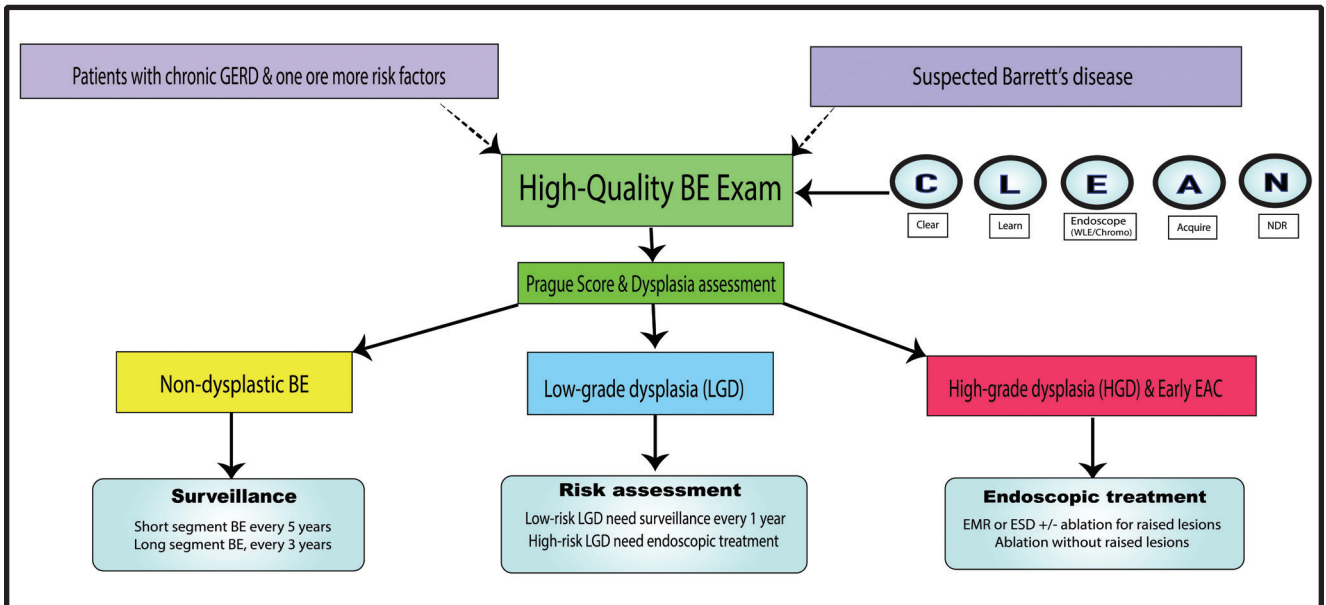 Patients with chronic GERD & one ore more risk factors
Suspected Barrett's disease
High-Quality BE Exam
C L E A N
Clear
Learn
Endoscope
(WLE/Chromo)
Acquire
NDR
Prague Score & Dysplasia assessment
Non-dysplastic BE
Low-grade dysplasia (LGD)
High-grade dysplasia (HGD) & Early EAC
Surveillance
Short segment BE every 5 years
Long segment BE, every 3 years
Risk assessment
Low-risk LGD need surveillance every 1 year
High-risk LGD need endoscopic treatment
Endoscopic treatment
EMR or ESD +/- ablation for raised lesions
Ablation without raised lesions